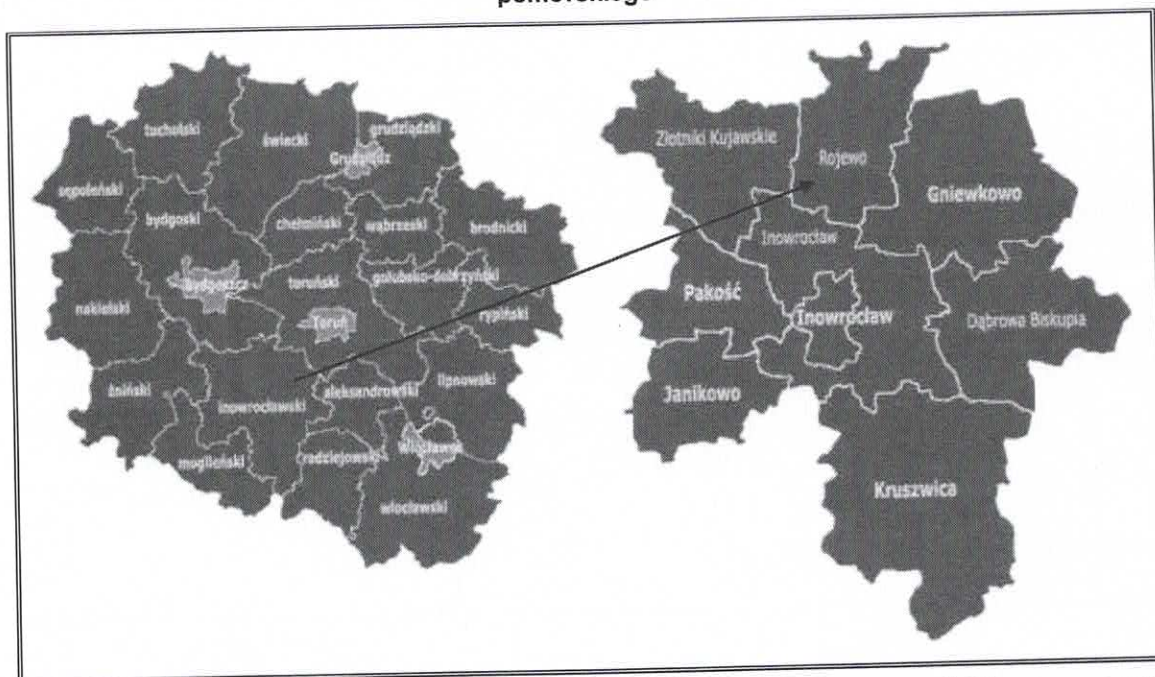 pomorskiego
tucholski
świecki
grudziądzki
Grudziądz
sępoleński
bydgoski
chełmiński
wąbrzeski
brodnicki
Bydgoszcz
toruński
golubsko-dobrzyński
nakielski
Toruń
rypiński
żniński
inowrocławski
aleksandrowski
lipnowski
mogileński
radziejowski
Włocławek
włocławski
Złotniki Kujawskie
Rojewo
Gniewkowo
Inowrocław
Pakość
Inowrocław
Dąbrowa Biskupia
Janikowo
Kruszwica